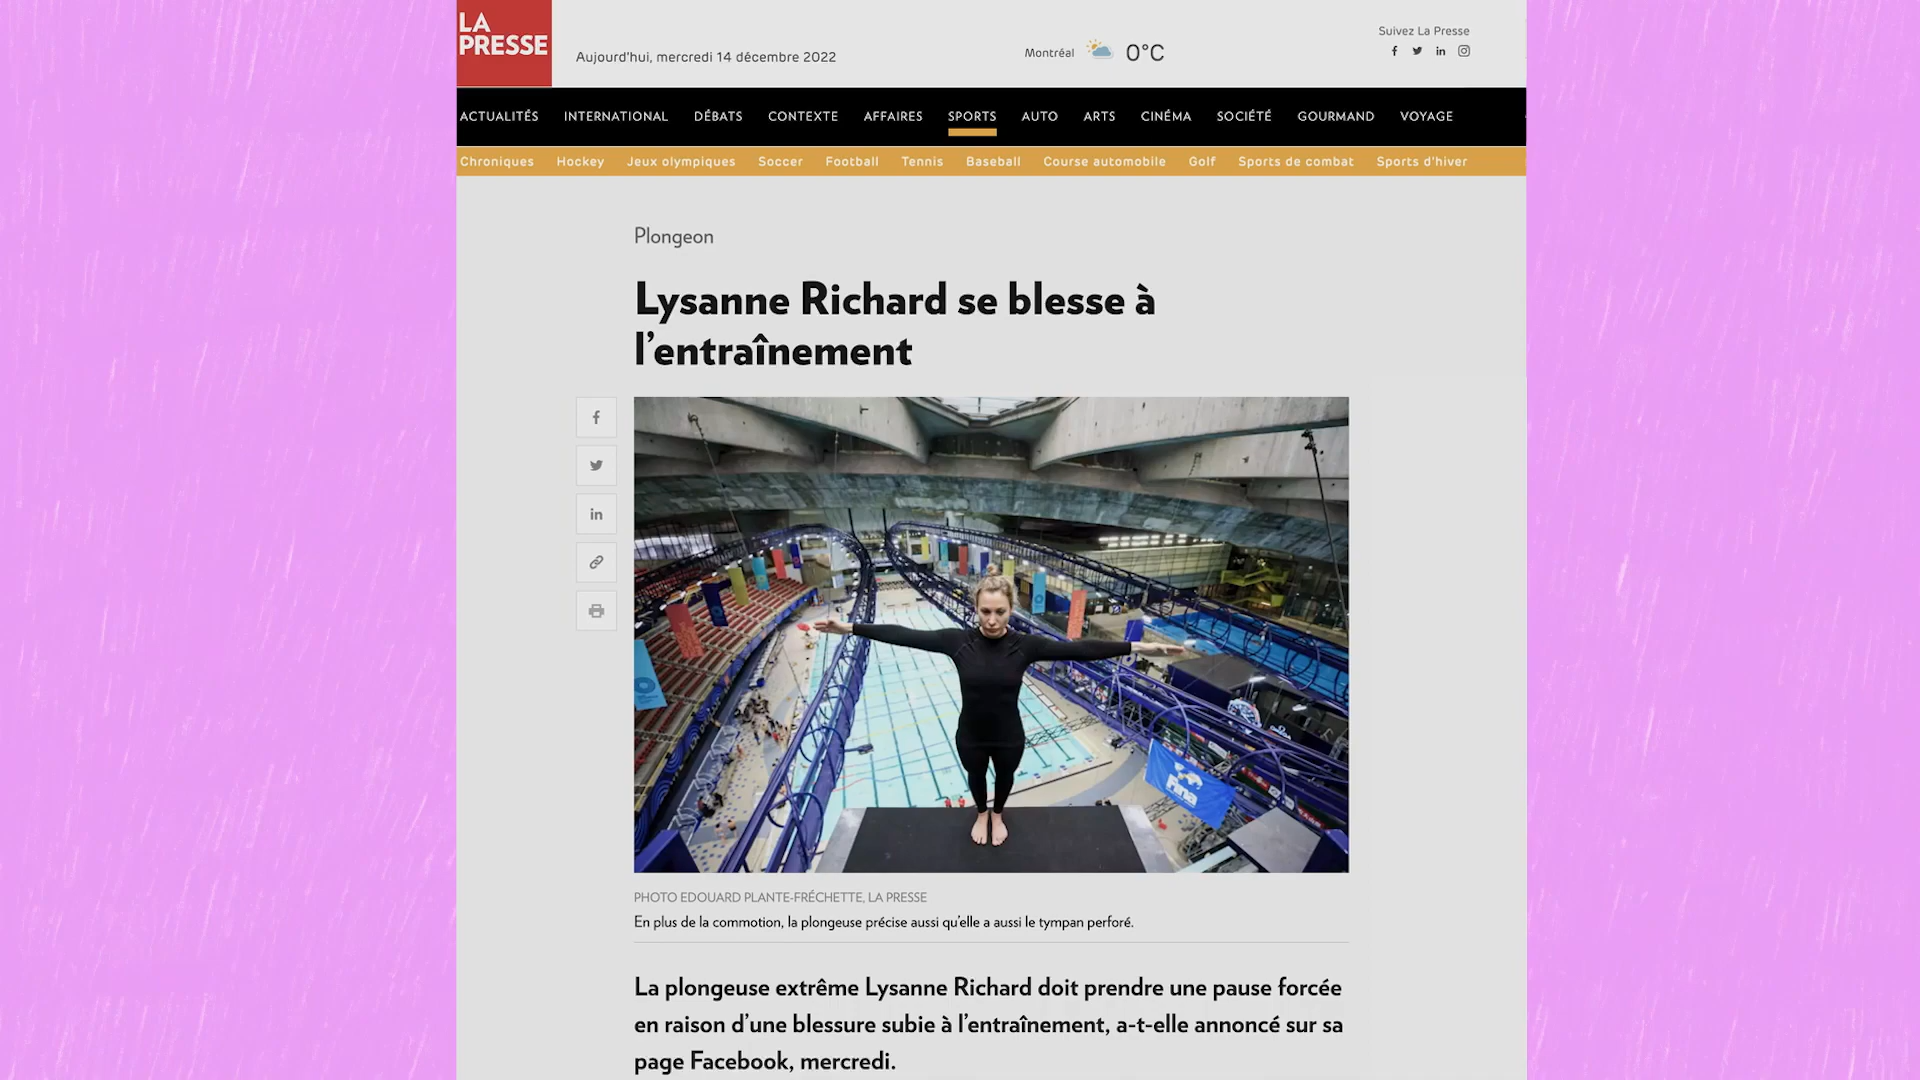 LA
PRESSE
Aujourd'hui, mercredi 14 décembre 2022
Montréal 0°C
Suivez La Presse
ACTUALITÉS INTERNATIONAL DÉBATS CONTEXTE AFFAIRES SPORTS AUTO ARTS CINÉMA SOCIÉTÉ GOURMAND VOYAGE
Chroniques Hockey Jeux olympiques Soccer Football Tennis Baseball Course automobile Golf Sports de combat Sports d'hiver
Plongeon
Lysanne Richard se blesse à
l'entraînement
Fina
PHOTO EDOUARD PLANTE-FRÉCHETTE, LA PRESSE
En plus de la commotion, la plongeuse précise aussi qu'elle a aussi le tympan perforé.
La plongeuse extrême Lysanne Richard doit prendre une pause forcée
en raison d'une blessure subie à l'entraînement, a-t-elle annoncé sur sa
page Facebook, mercredi.